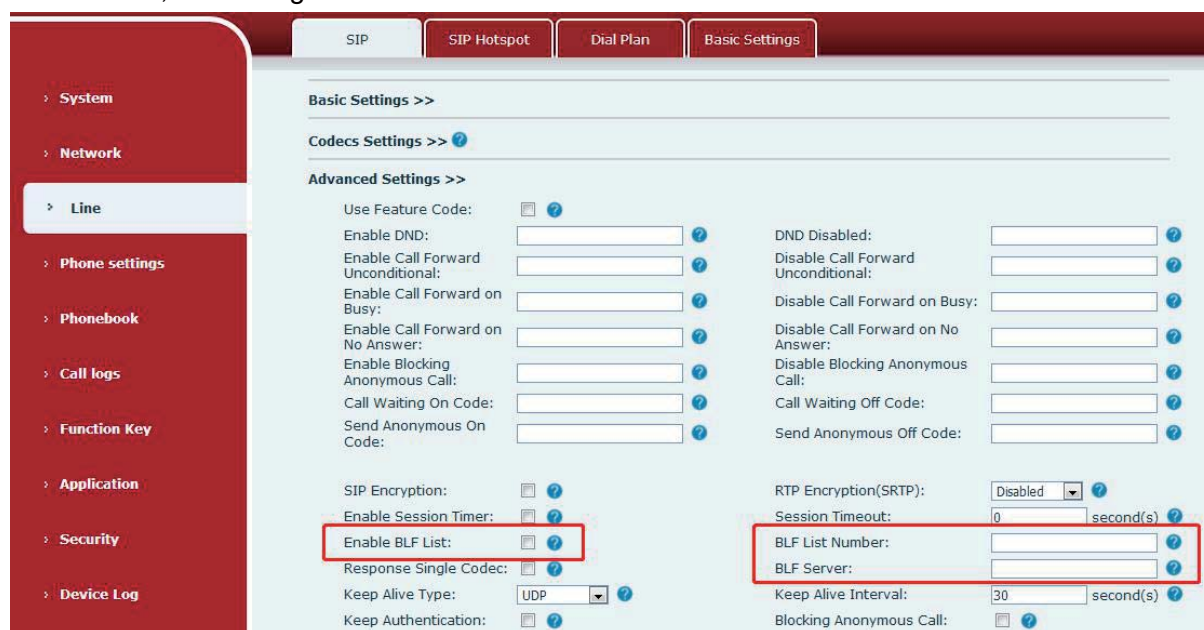 SIP
SIP Hotspot
Dial Plan
Basic Settings
System
Network
Line
Phone settings
Phonebook
Call logs
Function Key
Application
Security
Device Log
Basic Settings >>
Codecs Settings >>
Advanced Settings >>
Use Feature Code:
Enable DND:
DND Disabled:
Enable Call Forward
Unconditional:
Disable Call Forward
Unconditional:
Enable Call Forward on
Busy:
Disable Call Forward on Busy:
Enable Call Forward on
No Answer:
Disable Call Forward on No
Answer:
Enable Blocking
Anonymous Call:
Disable Blocking Anonymous
Call:
Call Waiting On Code:
Call Waiting Off Code:
Send Anonymous On
Code:
Send Anonymous Off Code:
SIP Encryption:
RTP Encryption(SRTP): Disabled
Enable Session Timer:
Session Timeout: 0 second(s)
Enable BLF List:
BLF List Number:
Response Single Codec:
BLF Server:
Keep Alive Type: UDP
Keep Alive Interval: 30 second(s)
Keep Authentication:
Blocking Anonymous Call: